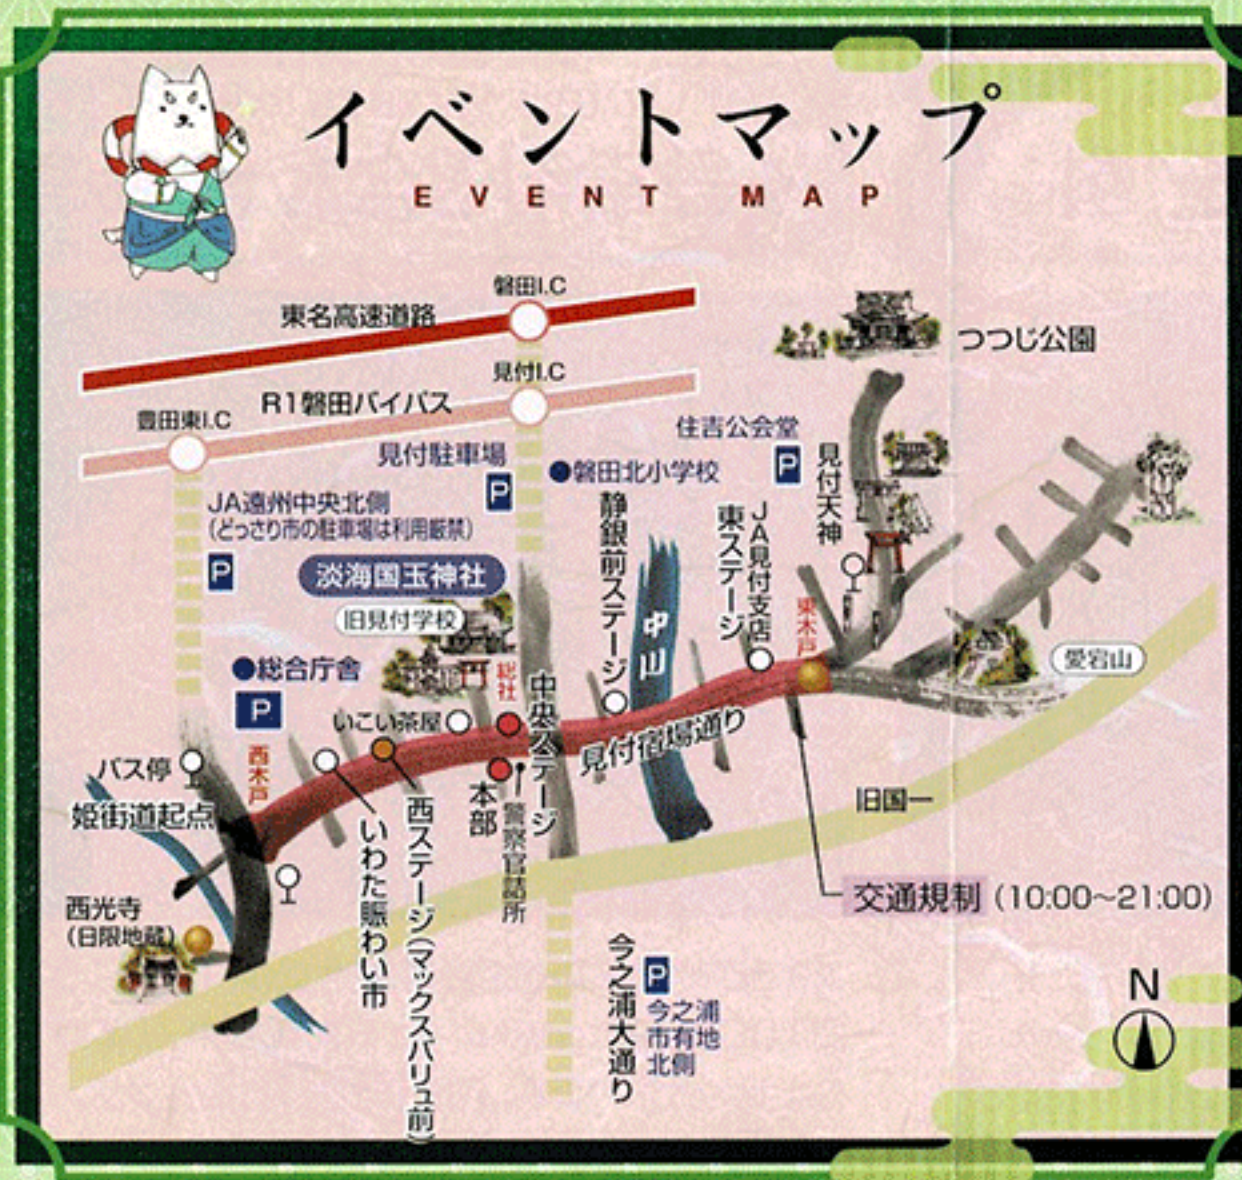 イベントマップ
EVENT MAP
磐田I.C
東名高速道路
見付I.C
R1磐田バイパス
豊田東I.C
つつじ公園
住吉公会堂
P
見付駐車場
P
●磐田北小学校
見付天神
JA遠州中央北側
(どっさり市の駐車場は利用厳禁)
P
静銀前ステージ
JA見付支店
東ステージ
淡海国玉神社
旧見付学校
中川
東木戸
愛宕山
●総合庁舎
P
総社
中央ステージ
いこい茶屋
見付宿場通り
西木戸
バス停
姫街道起点
本部
警察官詰所
旧国一
いわた賑わい市
西ステージ(マックスバリュ前)
交通規制(10:00~21:00)
西光寺
(日限地蔵)
今之浦大通り
P
今之浦
市有地
北側
N